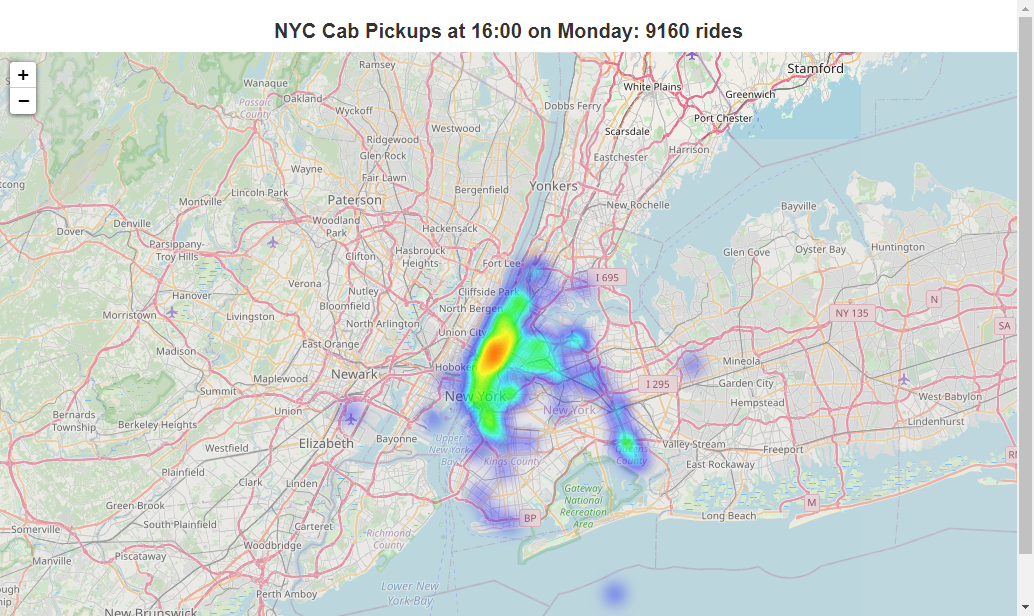 NYC Cab Pickups at 16:00 on Monday: 9160 rides
+
−
Ramsey
Stamford
Wanaque
White Plains
Greenwich
Oakland
Passaic
County
Wyckoff
Dobbs Ferry
Port Chester
Westwood
Scarsdale
Ridgewood
Harrison
Glen Rock
Eastchester
Wayne
Fair Lawn
Yonkers
Lincoln Park
Bergenfield
Montville
Paterson
New Rochelle
Bayville
Woodland
Park
Denville
Dover
Hackensack
Parsippany-
Troy Hills
Hasbrouck
Heights
Clifton
Glen Cove
Oyster Bay
Huntington
Fort Lee
I 695
Verona
Nutley
Cliffside Park
Hanover
Bloomfield
North Bergen
N
Morristown
Livingston
North Arlington
NY 135
SA
Union City
East Orange
Madison
Mineola
Hoboken
Newark
Maplewood
I 295
Garden City
Summit
New York
West Babylon
Hempstead
Union
New York
Bernards
Township
Berkeley Heights
Bayonne
Lindenhurst
Elizabeth
Upper
New York
Bay
Westfield
Queens
County
Valley Stream
Freeport
Kings County
East Rockaway
Plainfield
Clark
Linden
Gateway
National
Recreation
Area
Green Brook
M
Long Beach
BP
South Plainfield
Carteret
Richmond
County
Somerville
Woodbridge
Piscataway
Manville
Lower New
York Bay
Perth Amboy
New Brunswick